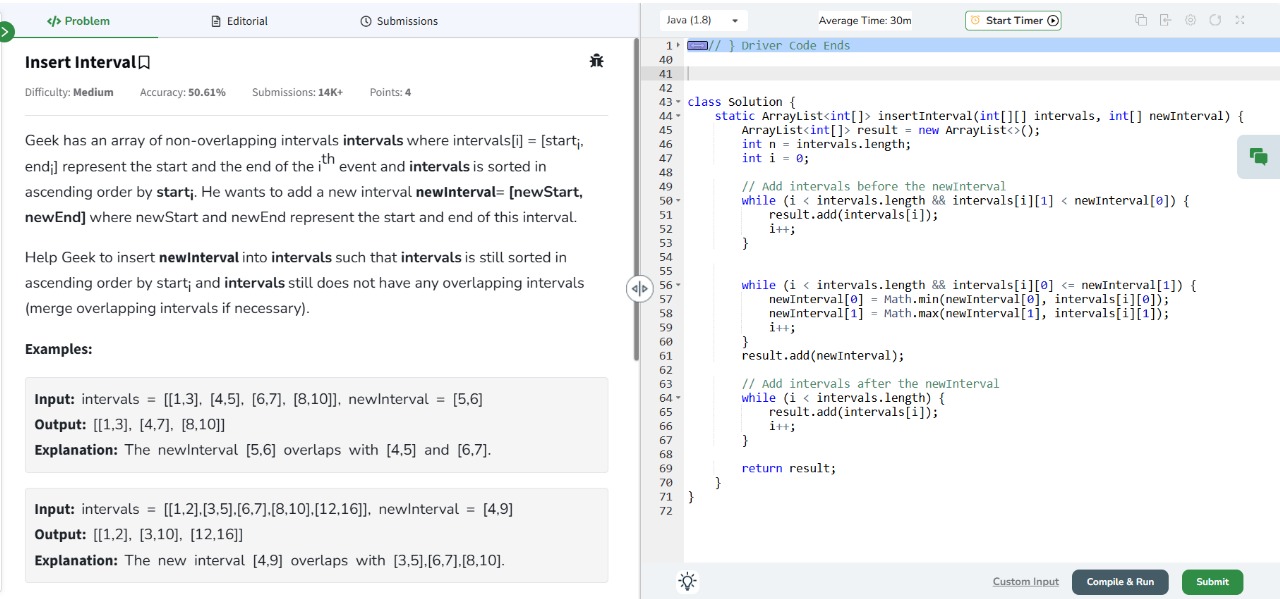 Problem
Editorial
Submissions
Insert Interval
Difficulty: Medium Accuracy: 50.61% Submissions: 14K+ Points: 4
Geek has an array of non-overlapping intervals intervals where intervals[i] = [starti,
endi] represent the start and the end of the ith event and intervals is sorted in
ascending order by starti. He wants to add a new interval newInterval= [newStart,
newEnd] where newStart and newEnd represent the start and end of this interval.
Help Geek to insert newInterval into intervals such that intervals is still sorted in
ascending order by starti and intervals still does not have any overlapping intervals
(merge overlapping intervals if necessary).
Examples:
Input: intervals = [[1,3], [4,5], [6,7], [8,10]], newInterval = [5,6]
Output: [[1,3], [4,7], [8,10]]
Explanation: The newInterval [5,6] overlaps with [4,5] and [6,7].
Input: intervals = [[1,2],[3,5],[6,7],[8,10],[12,16]], newInterval = [4,9]
Output: [[1,2], [3,10], [12,16]]
Explanation: The new interval [4,9] overlaps with [3,5],[6,7],[8,10].
Java (1.8)
Average Time: 30m
Start Timer
1 // } Driver Code Ends
40
41
42
43 class Solution {
44 static ArrayList<int[]> insertInterval(int[][] intervals, int[] newInterval) {
45 ArrayList<int[]> result = new ArrayList<>();
46 int n = intervals.length;
47 int i = 0;
48
49 // Add intervals before the newInterval
50 while (i < intervals.length && intervals[i][1] < newInterval[0]) {
51 result.add(intervals[i]);
52 i++;
53 }
54
55
56 while (i < intervals.length && intervals[i][0] <= newInterval[1]) {
57 newInterval[0] = Math.min(newInterval[0], intervals[i][0]);
58 newInterval[1] = Math.max(newInterval[1], intervals[i][1]);
59 i++;
60 }
61 result.add(newInterval);
62
63 // Add intervals after the newInterval
64 while (i < intervals.length) {
65 result.add(intervals[i]);
66 i++;
67 }
68
69 return result;
70 }
71 }
72
Custom Input
Compile & Run
Submit